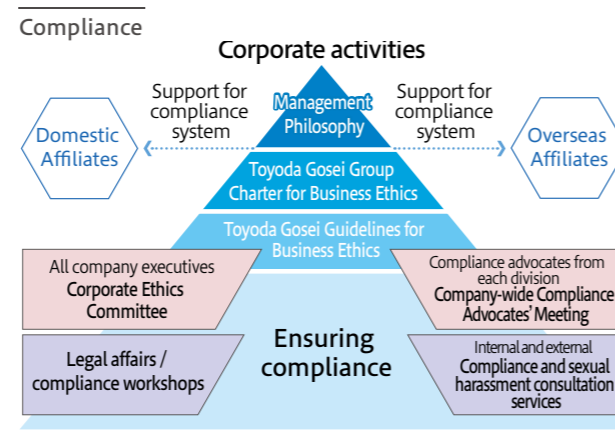 Compliance
Corporate activities
Support for
compliance
system
Management
Philosophy
Support for
compliance
system
Domestic
Affiliates
Overseas
Affiliates
Toyoda Gosei Group
Charter for Business Ethics
Toyoda Gosei Guidelines for
Business Ethics
All company executives
Corporate Ethics
Committee
Compliance advocates from
each division
Company-wide Compliance
Advocates' Meeting
Ensuring
compliance
Legal affairs /
compliance workshops
Internal and external
Compliance and sexual
harassment consultation
services